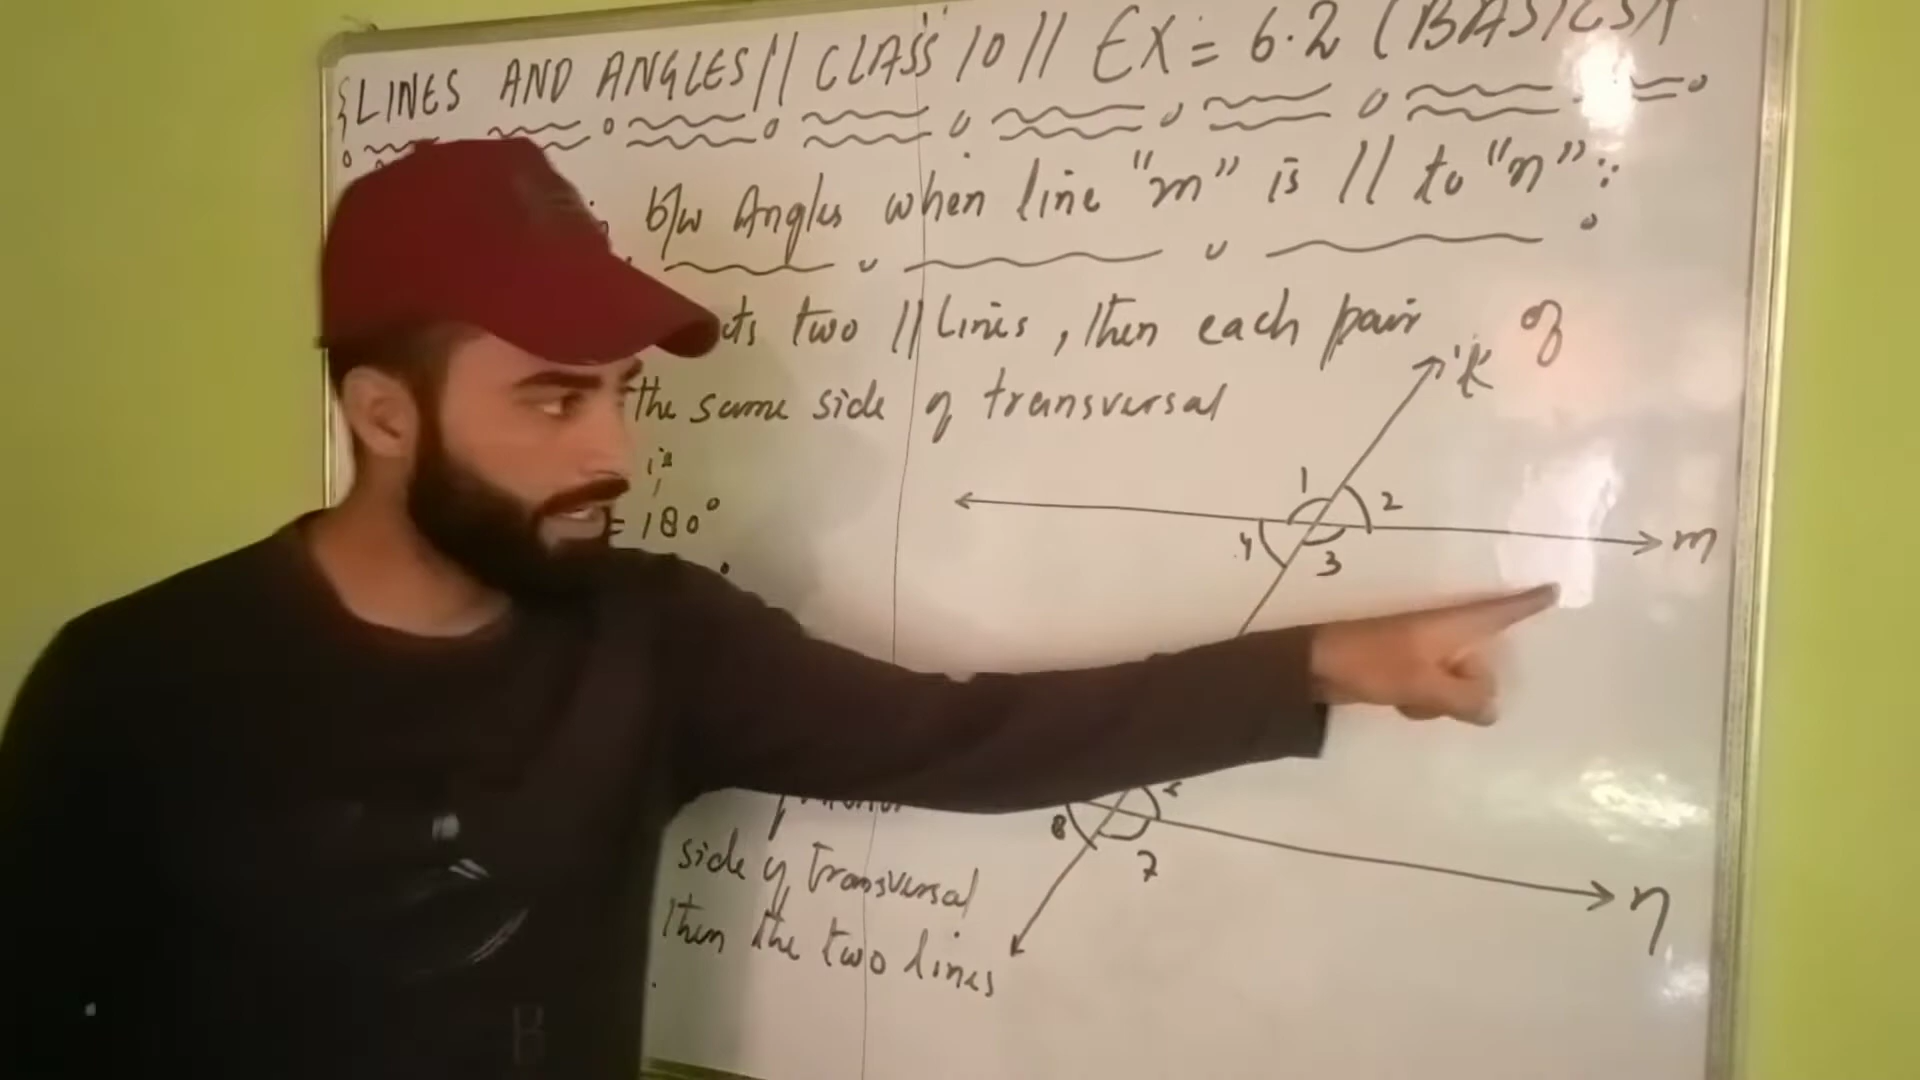 LINES AND ANGLES // CLASS 10 // EX = 6.2 (BASICS)
b/w Angles when line "m" is // to "n":
cts two // Lines, then each pair of
the same side of transversal
= 180°
k
1
2
4
3
m
8
7
n
side of Transversal
then the two lines